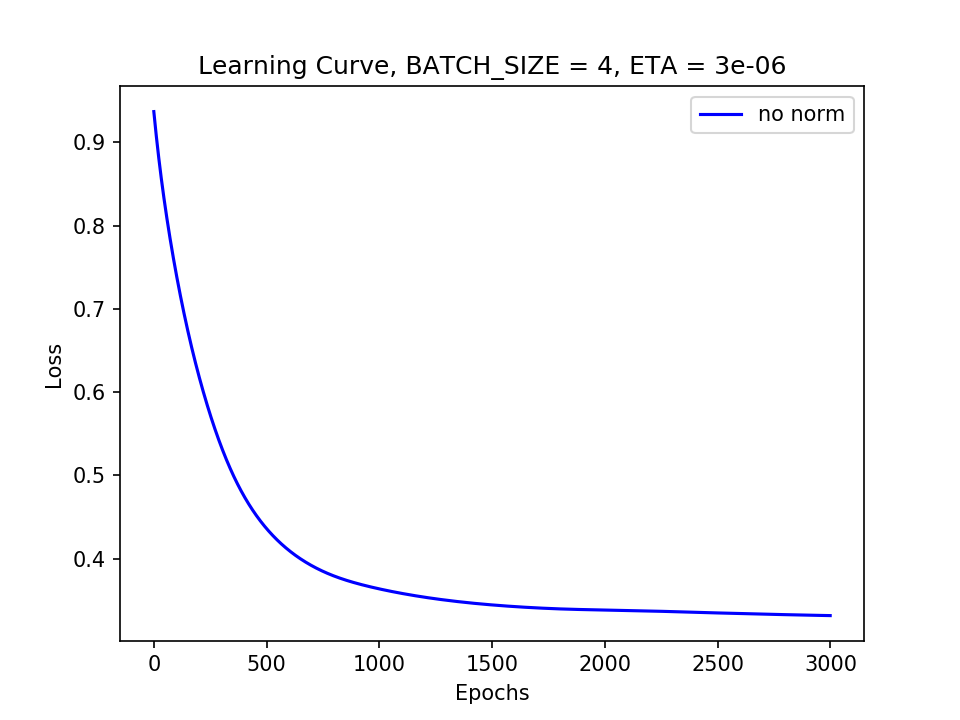 Learning Curve, BATCH_SIZE = 4, ETA = 3e-06
no norm
0.9
0.8
0.7
0.6
0.5
0.4
Loss
0 500 1000 1500 2000 2500 3000
Epochs